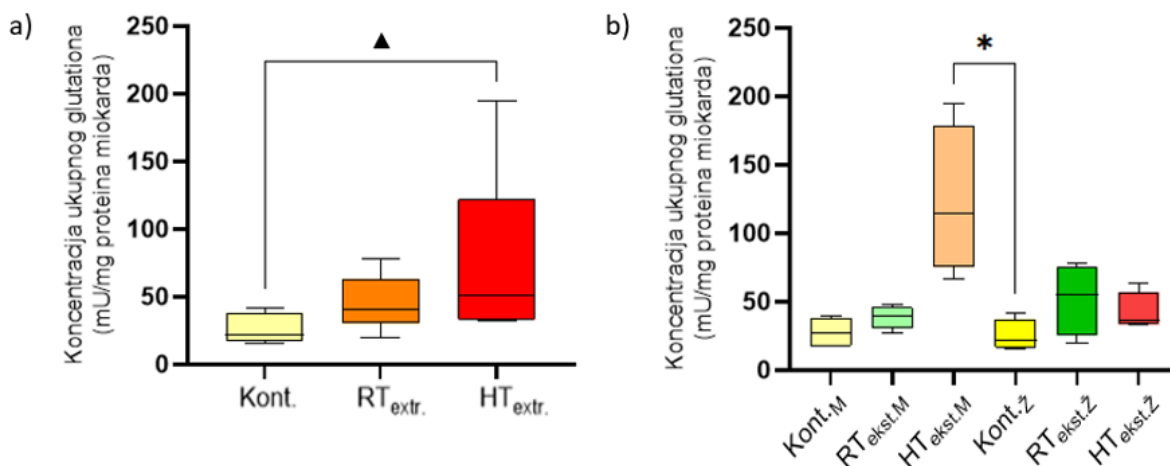 a)
Koncentracija ukupnog glutationa
(mU/mg proteina miokarda)
250
200
150
100
50
0
▲
Kont.
RTextr.
HTextr.
b)
Koncentracija ukupnog glutationa
(mU/mg proteina miokarda)
250
200
150
100
50
0
*
Kont.M
RTekst.M
HTekst.M
Kont.Ž
RTekst.Ž
HTekst.Ž